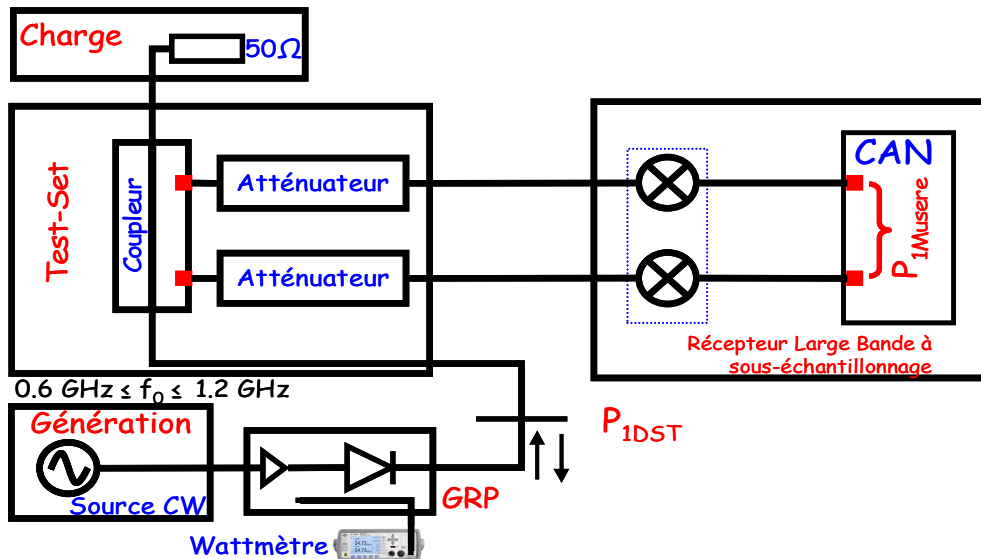 Charge
50Ω
Test-Set
Coupleur
Atténuateur
Atténuateur
CAN
P1Musere
Récepteur Large Bande à
sous-échantillonnage
0.6 GHz ≤ f0 ≤ 1.2 GHz
Génération
Source CW
GRP
P1DST
Wattmètre